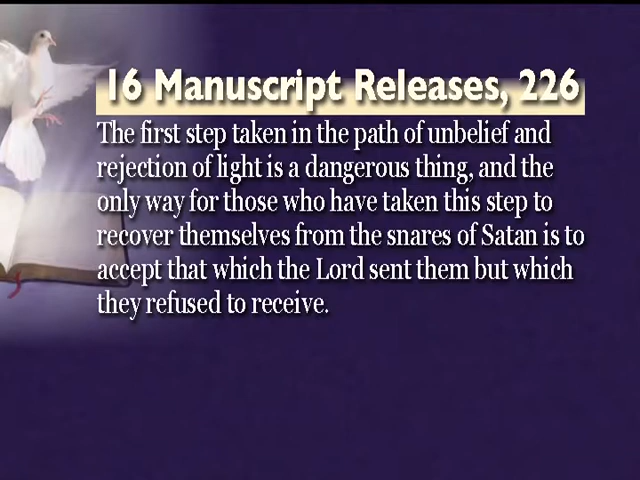 16 Manuscript Releases, 226
The first step taken in the path of unbelief and
rejection of light is a dangerous thing, and the
only way for those who have taken this step to
recover themselves from the snares of Satan is to
accept that which the Lord sent them but which
they refused to receive.